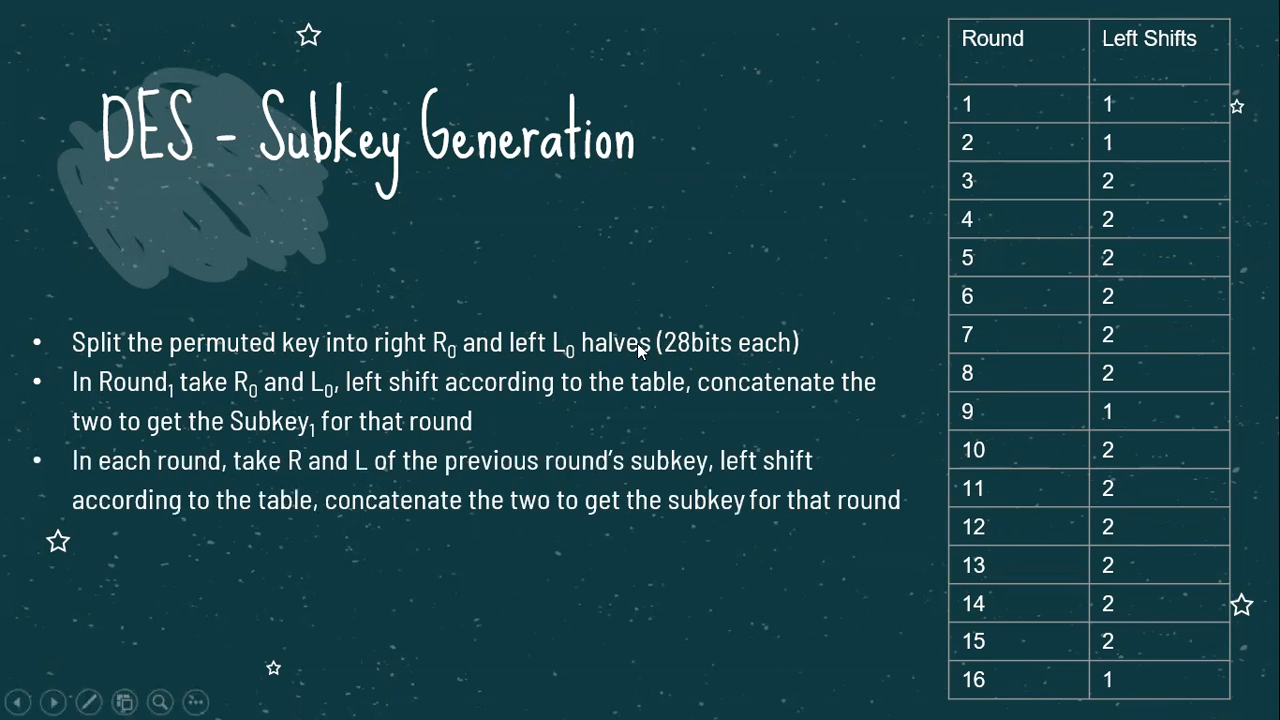 DES - Subkey Generation
• Split the permuted key into right R₀ and left L₀ halves (28bits each)
• In Round₁ take R₀ and L₀, left shift according to the table, concatenate the
two to get the Subkey₁ for that round
• In each round, take R and L of the previous round's subkey, left shift
according to the table, concatenate the two to get the subkey for that round
Round Left Shifts
1 1
2 1
3 2
4 2
5 2
6 2
7 2
8 2
9 1
10 2
11 2
12 2
13 2
14 2
15 2
16 1